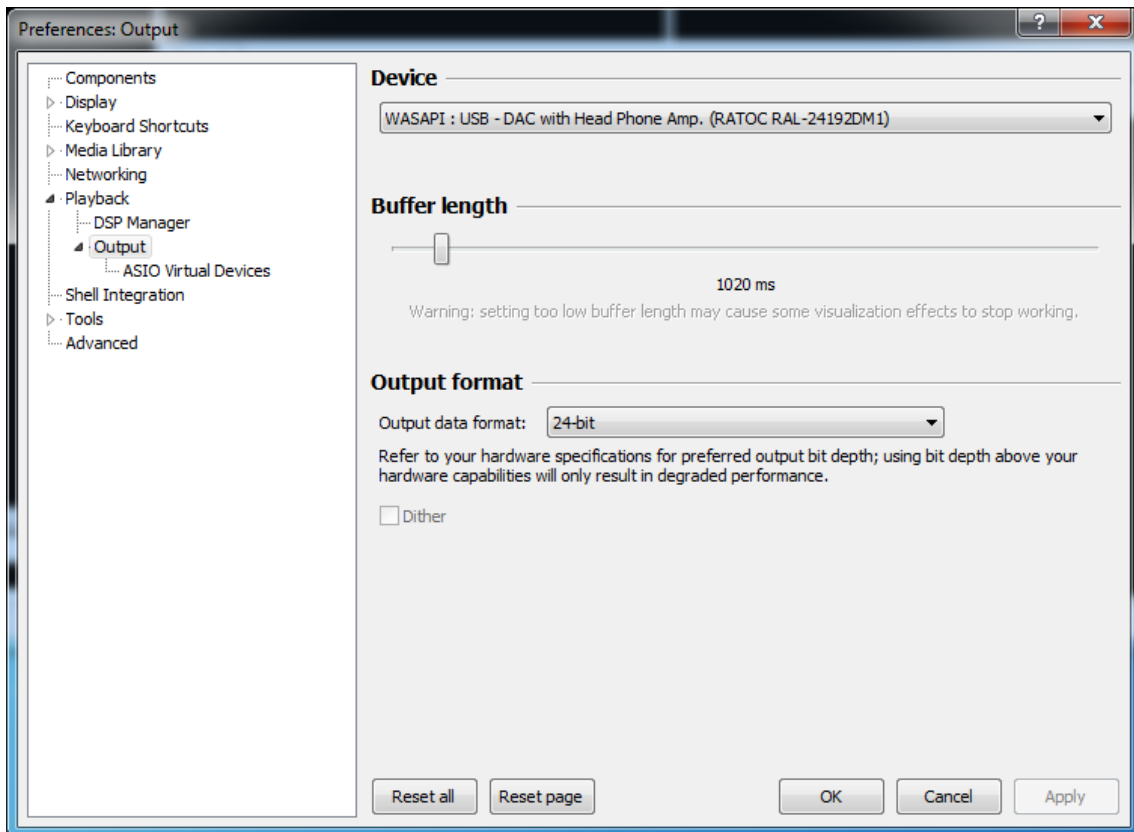 Preferences: Output
?
X
Components
Display
Keyboard Shortcuts
Media Library
Networking
Playback
DSP Manager
Output
ASIO Virtual Devices
Shell Integration
Tools
Advanced
Device
WASAPI : USB - DAC with Head Phone Amp. (RATOC RAL-24192DM1)
Buffer length
1020 ms
Warning: setting too low buffer length may cause some visualization effects to stop working.
Output format
Output data format: 24-bit
Refer to your hardware specifications for preferred output bit depth; using bit depth above your
hardware capabilities will only result in degraded performance.
Dither
Reset all Reset page OK Cancel Apply